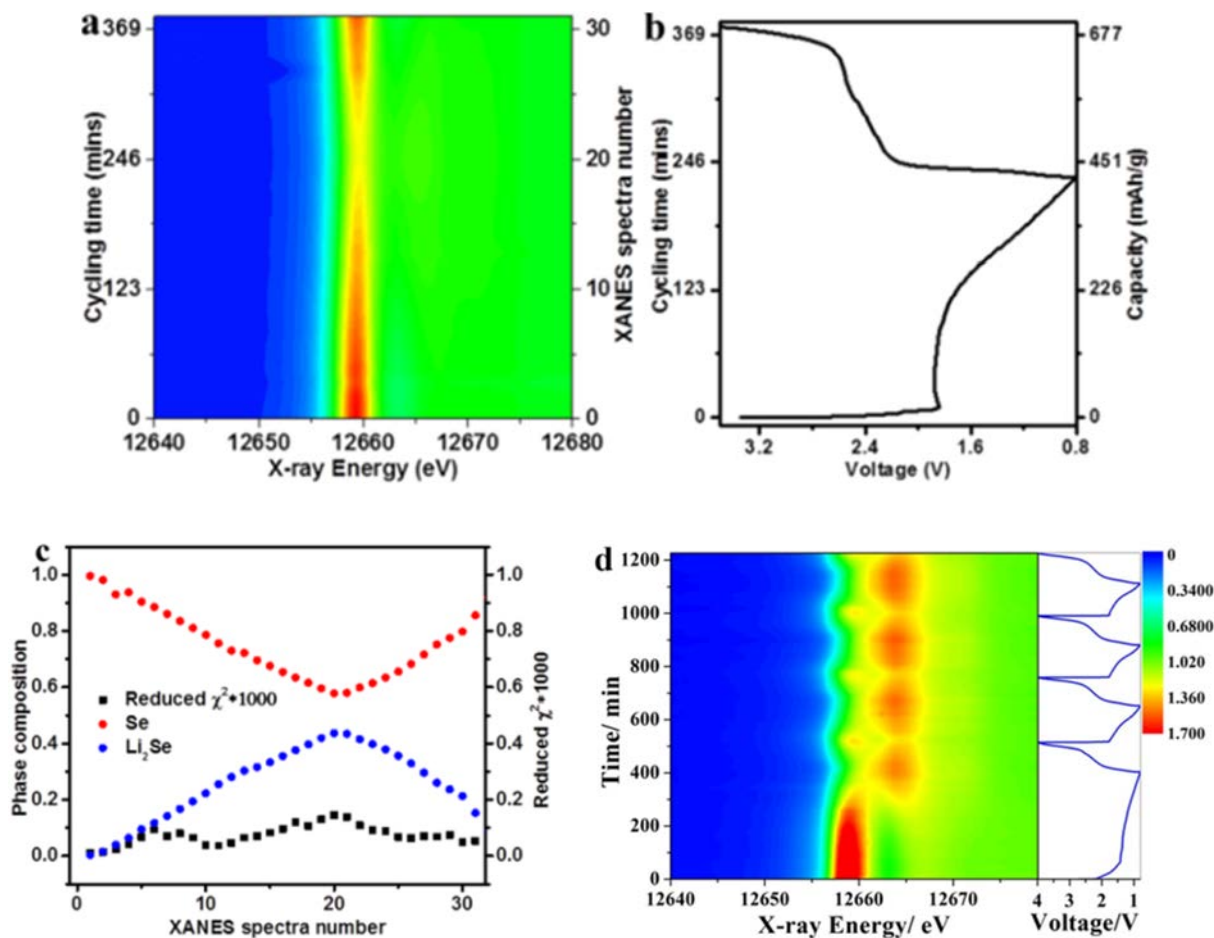 a
369
246
123
0
Cycling time (mins)
12640 12650 12660 12670 12680
X-ray Energy (eV)
30
20
10
0
XANES spectra number
b
369
246
123
0
Cycling time (mins)
3.2 2.4 1.6 0.8
Voltage (V)
677
451
226
0
Capacity (mAh/g)
c
1.0
0.8
0.6
0.4
0.2
0.0
Phase composition
Reduced χ²*1000
Se
Li₂Se
0 10 20 30
XANES spectra number
1.0
0.8
0.6
0.4
0.2
0.0
Reduced χ²*1000
d
1200
1000
800
600
400
200
0
Time/ min
12640 12650 12660 12670
X-ray Energy/ eV
4 3 2 1
Voltage/V
0
0.3400
0.6800
1.020
1.360
1.700